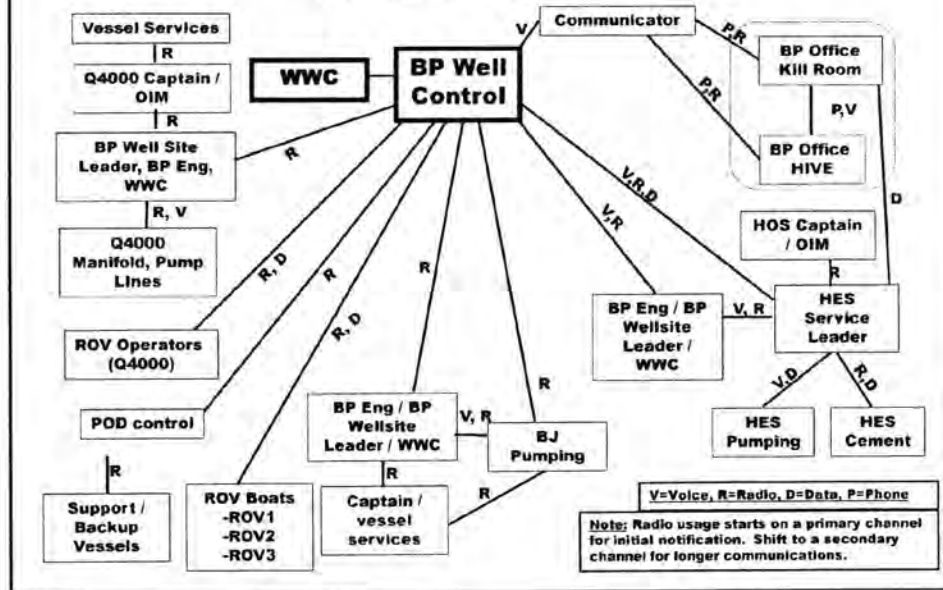 Vessel Services
R
Q4000 Captain /
OIM
R
BP Well Site
Leader, BP Eng,
WWC
R, V
Q4000
Manifold, Pump
LInes
WWC
BP Well
Control
V
Communicator
P,R
P,R
BP Office
Kill Room
P,V
BP Office
HIVE
D
R
R, D
R
R, D
R
R
V,R
V,R,D
HOS Captain
/ OIM
R
BP Eng / BP
Wellsite
Leader /
WWC
V, R
HES
Service
Leader
V,D
R,D
HES
Pumping
HES
Cement
ROV Operators
(Q4000)
POD control
R
Support /
Backup
Vessels
ROV Boats
-ROV1
-ROV2
-ROV3
BP Eng / BP
Wellsite
Leader / WWC
V, R
BJ
Pumping
R
R
Captain /
vessel
services
V=Voice, R=Radio, D=Data, P=Phone
Note: Radio usage starts on a primary channel
for initial notification. Shift to a secondary
channel for longer communications.